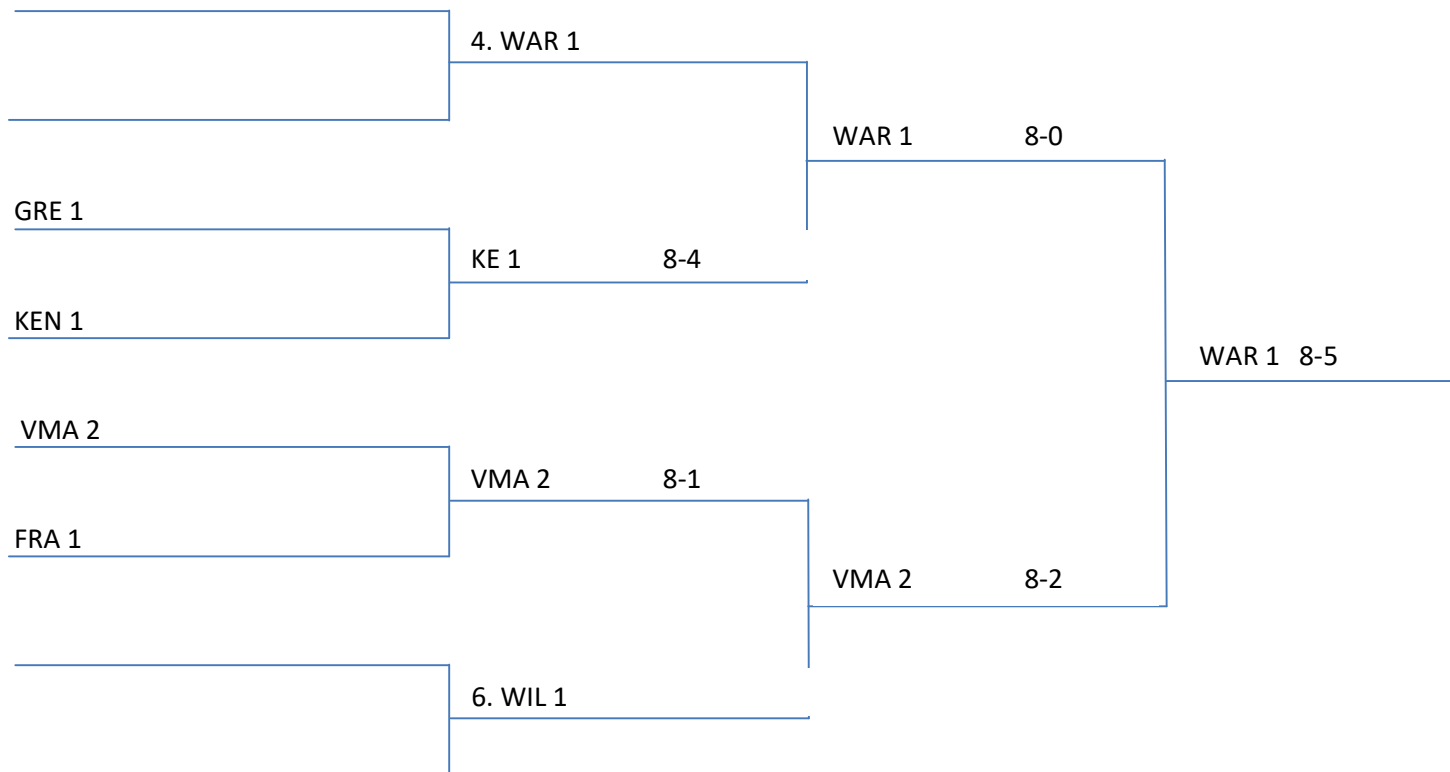 4. WAR 1
WAR 1 8-0
GRE 1
KE 1 8-4
KEN 1
WAR 1 8-5
VMA 2
VMA 2 8-1
FRA 1
VMA 2 8-2
6. WIL 1